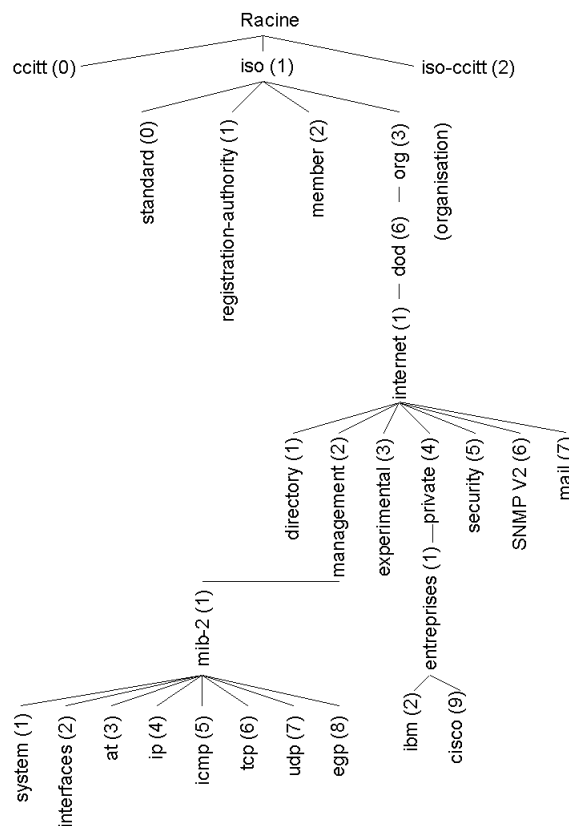 Racine
ccitt (0)
iso (1)
iso-ccitt (2)
standard (0)
registration-authority (1)
member (2)
org (3)
(organisation)
dod (6)
internet (1)
directory (1)
management (2)
experimental (3)
private (4)
security (5)
SNMP V2 (6)
mail (7)
mib-2 (1)
entreprises (1)
system (1)
interfaces (2)
at (3)
ip (4)
icmp (5)
tcp (6)
udp (7)
egp (8)
ibm (2)
cisco (9)